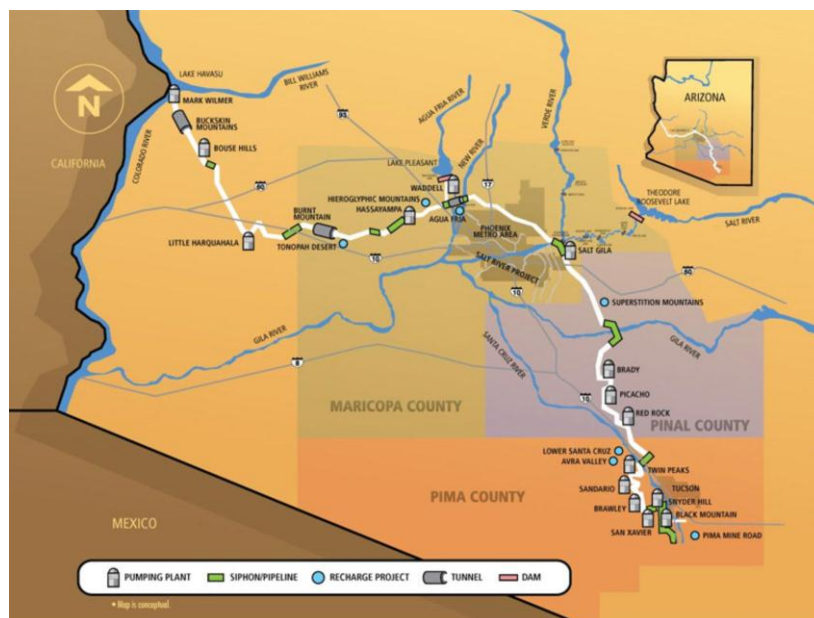 LAKE HAVASU
MARK WILMER
BILL WILLIAMS
RIVER
BUCKSKIN
MOUNTAINS
N
CALIFORNIA
COLORADO RIVER
BOUSE HILLS
93
60
AGUA FRIA RIVER
NEW RIVER
VERDE RIVER
ARIZONA
LAKE PLEASANT
WADDELL
17
HIEROGLYPHIC MOUNTAINS
HASSAYAMPA
AGUA FRIA
THEODORE
ROOSEVELT LAKE
SALT RIVER
BURNT
MOUNTAIN
PHOENIX
METRO AREA
LITTLE HARQUAHALA
TONOPAH DESERT
10
SALT RIVER PROJECT
SALT GILA
60
10
SUPERSTITION MOUNTAINS
GILA RIVER
SANTA CRUZ RIVER
GILA RIVER
8
BRADY
10
PICACHO
MARICOPA COUNTY
RED ROCK
PINAL COUNTY
LOWER SANTA CRUZ
AVRA VALLEY
TWIN PEAKS
PIMA COUNTY
SANDARIO
TUCSON
SNYDER HILL
BRAWLEY
BLACK MOUNTAIN
SAN XAVIER
PIMA MINE ROAD
MEXICO
PUMPING PLANT
SIPHON/PIPELINE
RECHARGE PROJECT
TUNNEL
DAM
• Map is conceptual.